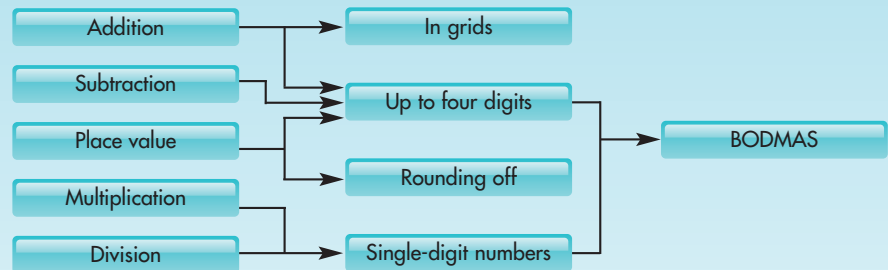 Addition
Subtraction
Place value
Multiplication
Division
In grids
Up to four digits
Rounding off
Single-digit numbers
BODMAS